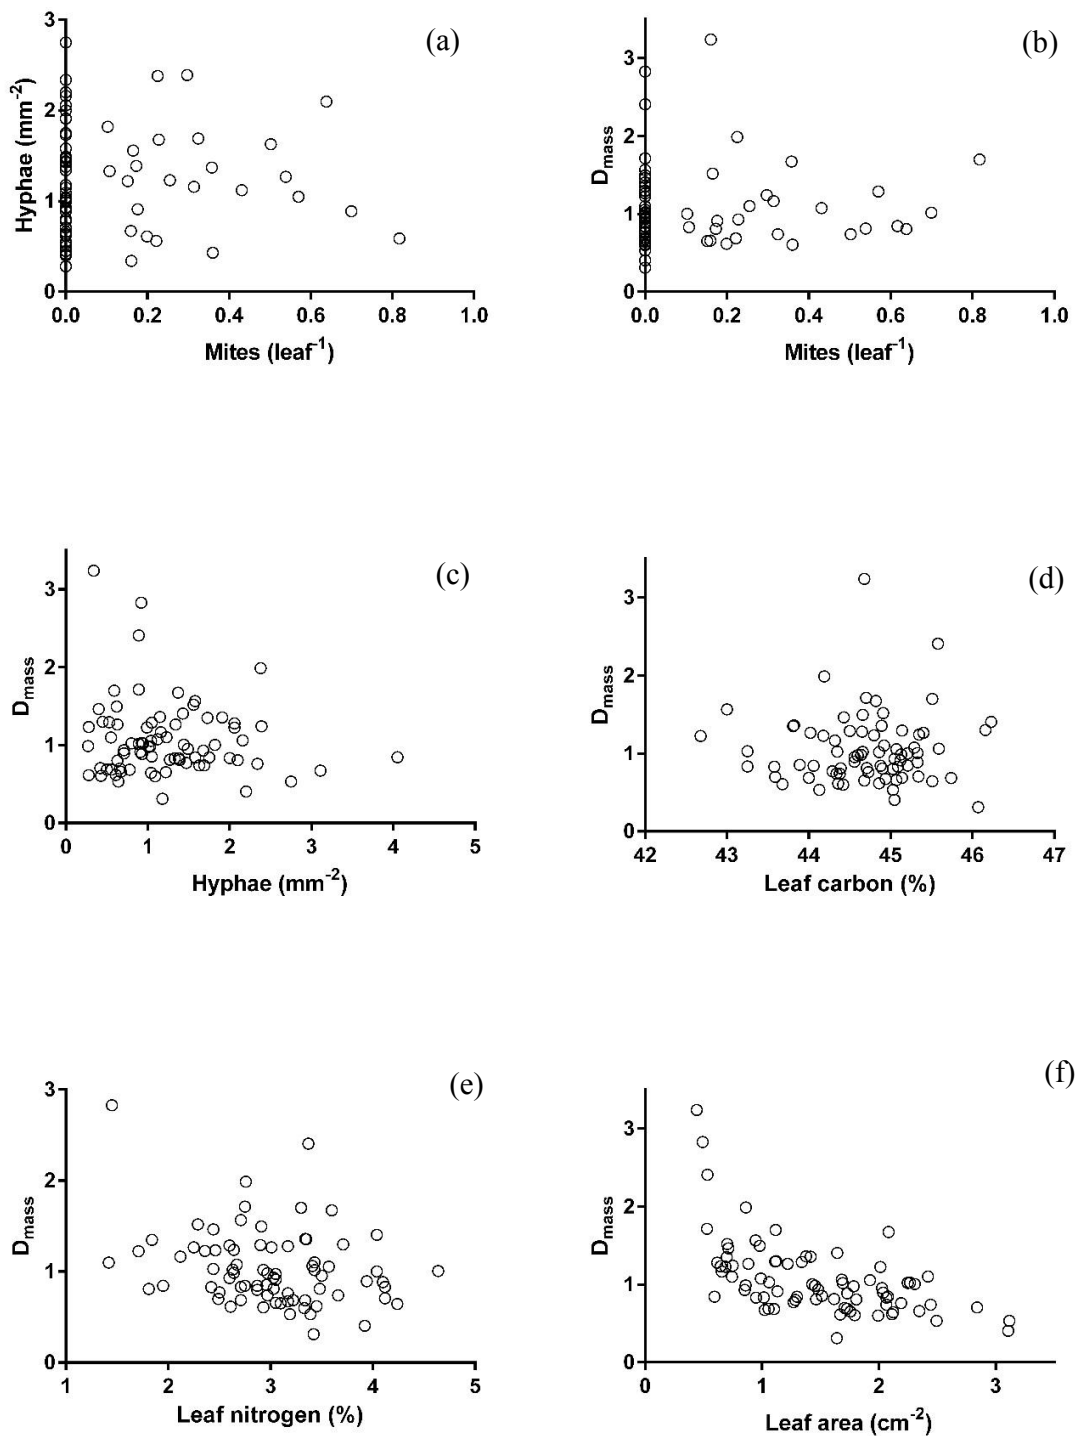 (a)
Hyphae (mm⁻²)
3
2
1
0
0.0 0.2 0.4 0.6 0.8 1.0
Mites (leaf⁻¹)
(b)
Dmass
3
2
1
0
0.0 0.2 0.4 0.6 0.8 1.0
Mites (leaf⁻¹)
(c)
Dmass
3
2
1
0
0 1 2 3 4 5
Hyphae (mm⁻²)
(d)
Dmass
3
2
1
0
42 43 44 45 46 47
Leaf carbon (%)
(e)
Dmass
3
2
1
0
1 2 3 4 5
Leaf nitrogen (%)
(f)
Dmass
3
2
1
0
0 1 2 3
Leaf area (cm⁻²)